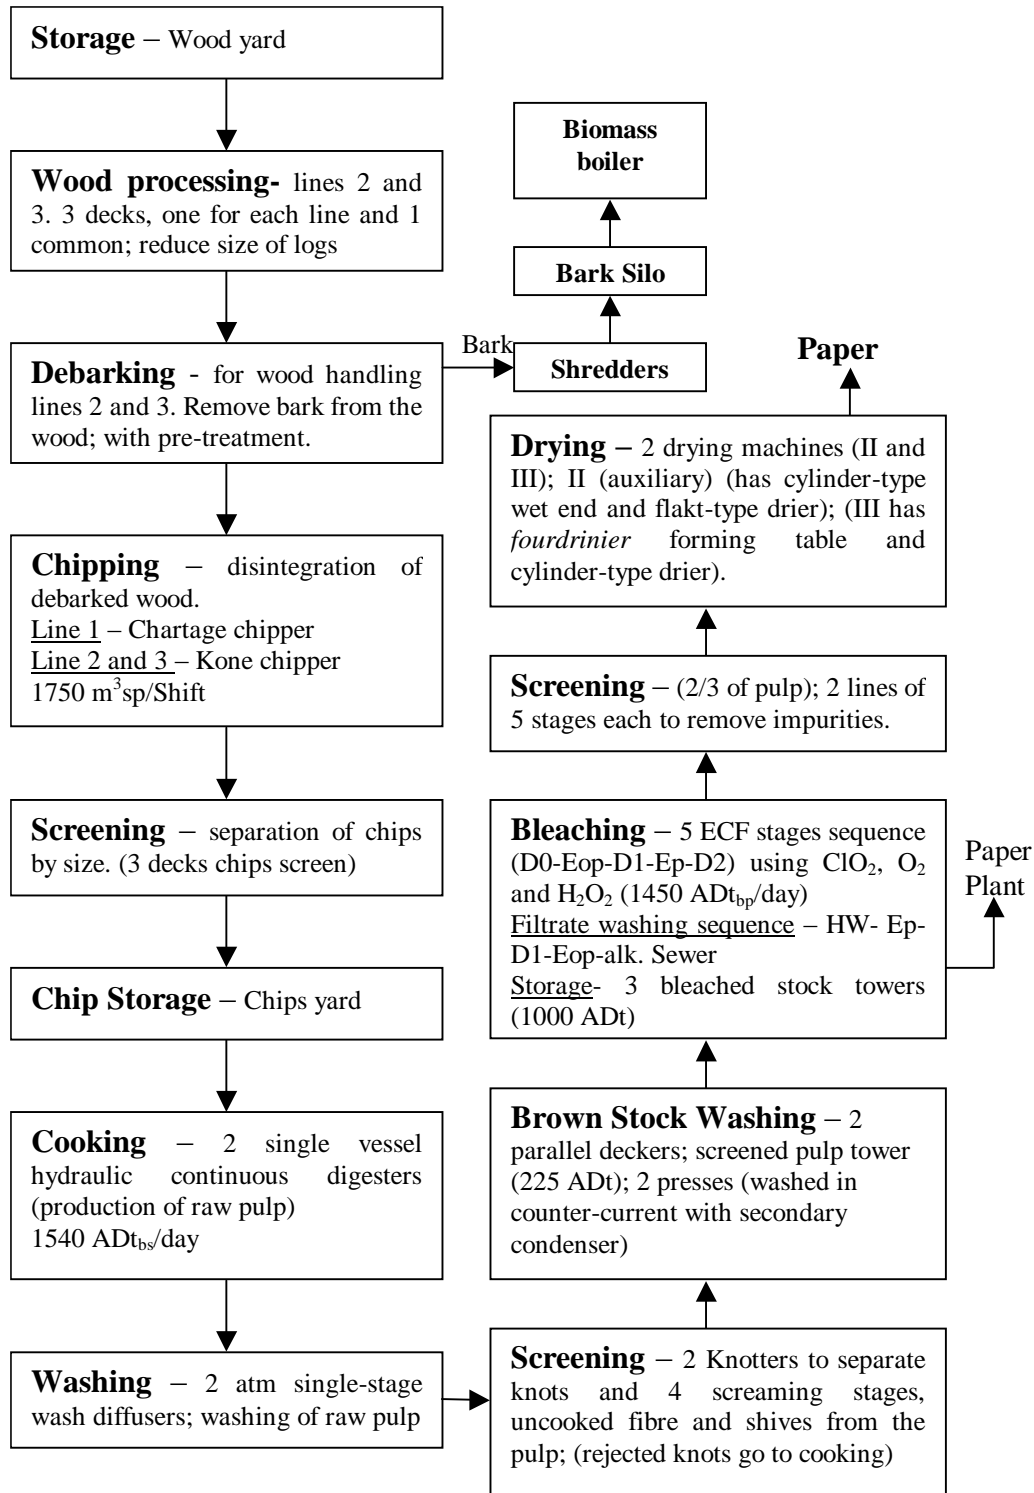 Storage – Wood yard
Wood processing- lines 2 and
3. 3 decks, one for each line and 1
common; reduce size of logs
Debarking - for wood handling
lines 2 and 3. Remove bark from the
wood; with pre-treatment.
Bark
Shredders
Bark Silo
Biomass
boiler
Chipping – disintegration of
debarked wood.
Line 1 – Chartage chipper
Line 2 and 3 – Kone chipper
1750 m³sp/Shift
Screening – separation of chips
by size. (3 decks chips screen)
Chip Storage – Chips yard
Cooking – 2 single vessel
hydraulic continuous digesters
(production of raw pulp)
1540 ADt_bs/day
Washing – 2 atm single-stage
wash diffusers; washing of raw pulp
Screening – 2 Knotters to separate
knots and 4 screaming stages,
uncooked fibre and shives from the
pulp; (rejected knots go to cooking)
Brown Stock Washing – 2
parallel deckers; screened pulp tower
(225 ADt); 2 presses (washed in
counter-current with secondary
condenser)
Bleaching – 5 ECF stages sequence
(D0-Eop-D1-Ep-D2) using ClO₂, O₂
and H₂O₂ (1450 ADt_bp/day)
Filtrate washing sequence – HW- Ep-
D1-Eop-alk. Sewer
Storage- 3 bleached stock towers
(1000 ADt)
Paper
Plant
Screening – (2/3 of pulp); 2 lines of
5 stages each to remove impurities.
Drying – 2 drying machines (II and
III); II (auxiliary) (has cylinder-type
wet end and flakt-type drier); (III has
fourdrinier forming table and
cylinder-type drier).
Paper